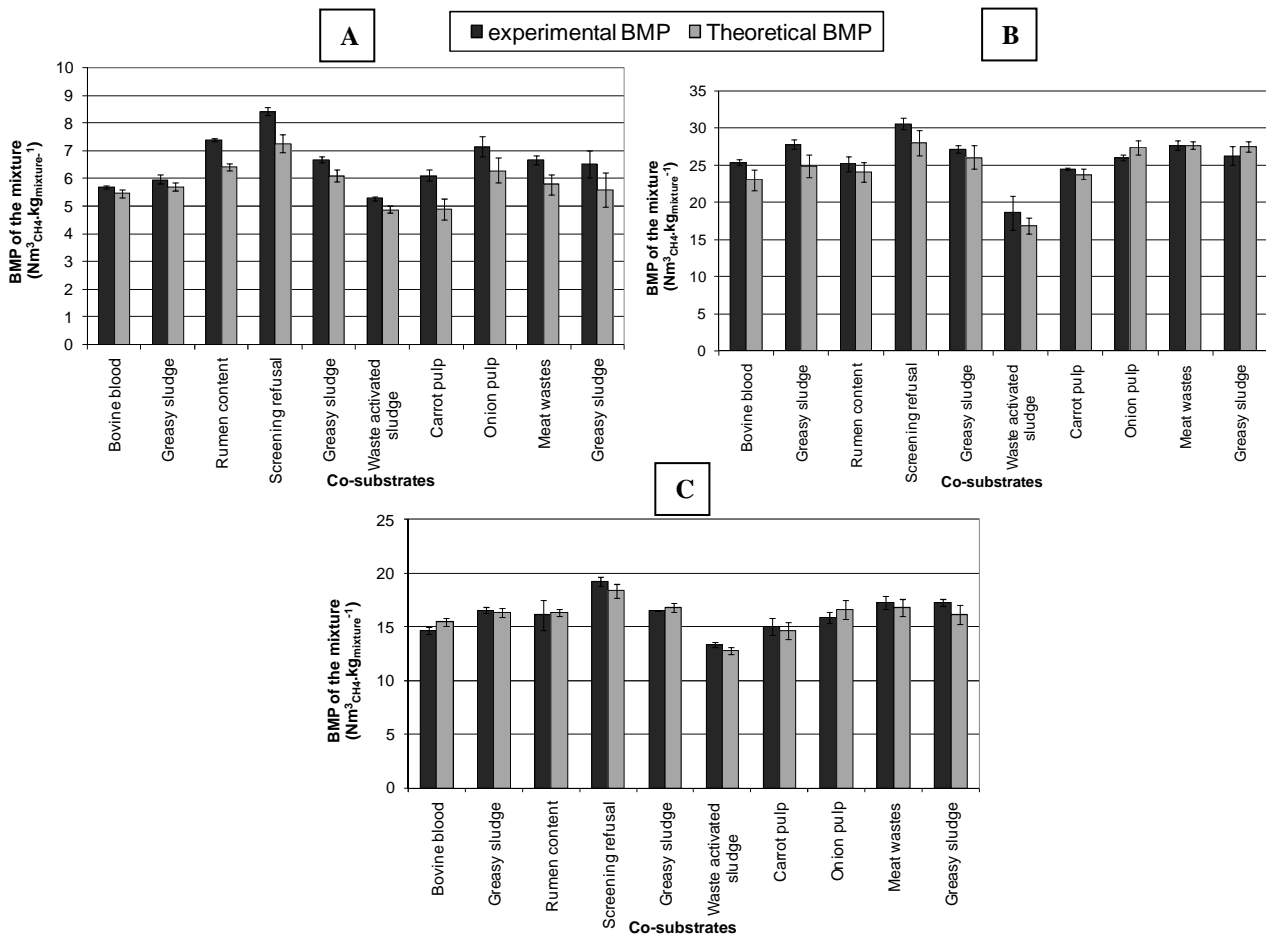 A
experimental BMP Theoretical BMP
B
BMP of the mixture
(Nm³CH4.kgmixture-)
10
9
8
7
6
5
4
3
2
1
0
Bovine blood
Greasy sludge
Rumen content
Screening refusal
Greasy sludge
Waste activated
sludge
Carrot pulp
Onion pulp
Meat wastes
Greasy sludge
Co-substrates
BMP of the mixture
(Nm³CH4.kgmixture-1)
35
30
25
20
15
10
5
0
Bovine blood
Greasy sludge
Rumen content
Screening refusal
Greasy sludge
Waste activated
sludge
Carrot pulp
Onion pulp
Meat wastes
Greasy sludge
Co-substrates
C
BMP of the mixture
(Nm³CH4.kgmixture-1)
25
20
15
10
5
0
Bovine blood
Greasy sludge
Rumen content
Screening refusal
Greasy sludge
Waste activated
sludge
Carrot pulp
Onion pulp
Meat wastes
Greasy sludge
Co-substrates